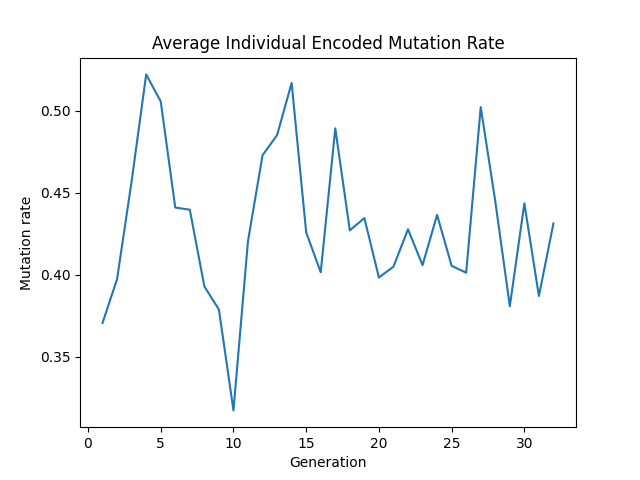 Average Individual Encoded Mutation Rate
0.50
0.45
0.40
0.35
Mutation rate
0 5 10 15 20 25 30
Generation